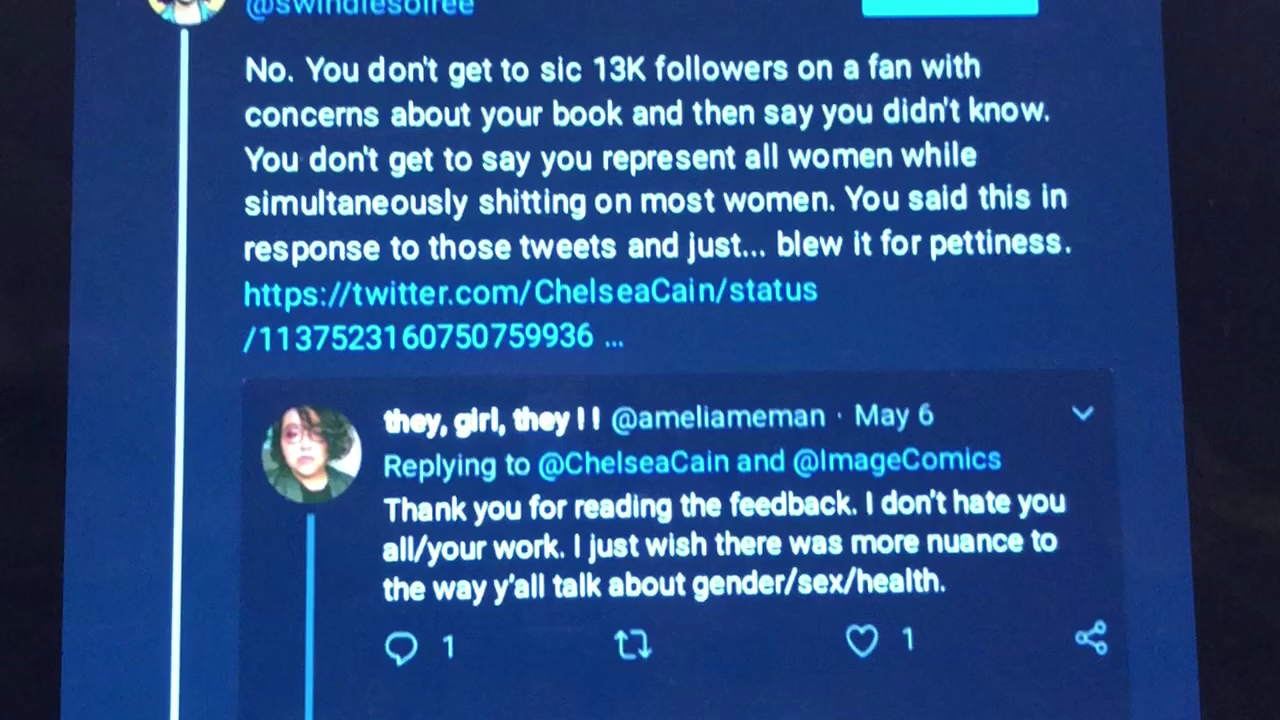 @swindlesoiree
No. You don't get to sic 13K followers on a fan with
concerns about your book and then say you didn't know.
You don't get to say you represent all women while
simultaneously shitting on most women. You said this in
response to those tweets and just... blew it for pettiness.
https://twitter.com/ChelseaCain/status
/1137523160750759936 ...
they, girl, they ! ! @ameliameman · May 6
Replying to @ChelseaCain and @ImageComics
Thank you for reading the feedback. I don't hate you
all/your work. I just wish there was more nuance to
the way y'all talk about gender/sex/health.
1 1